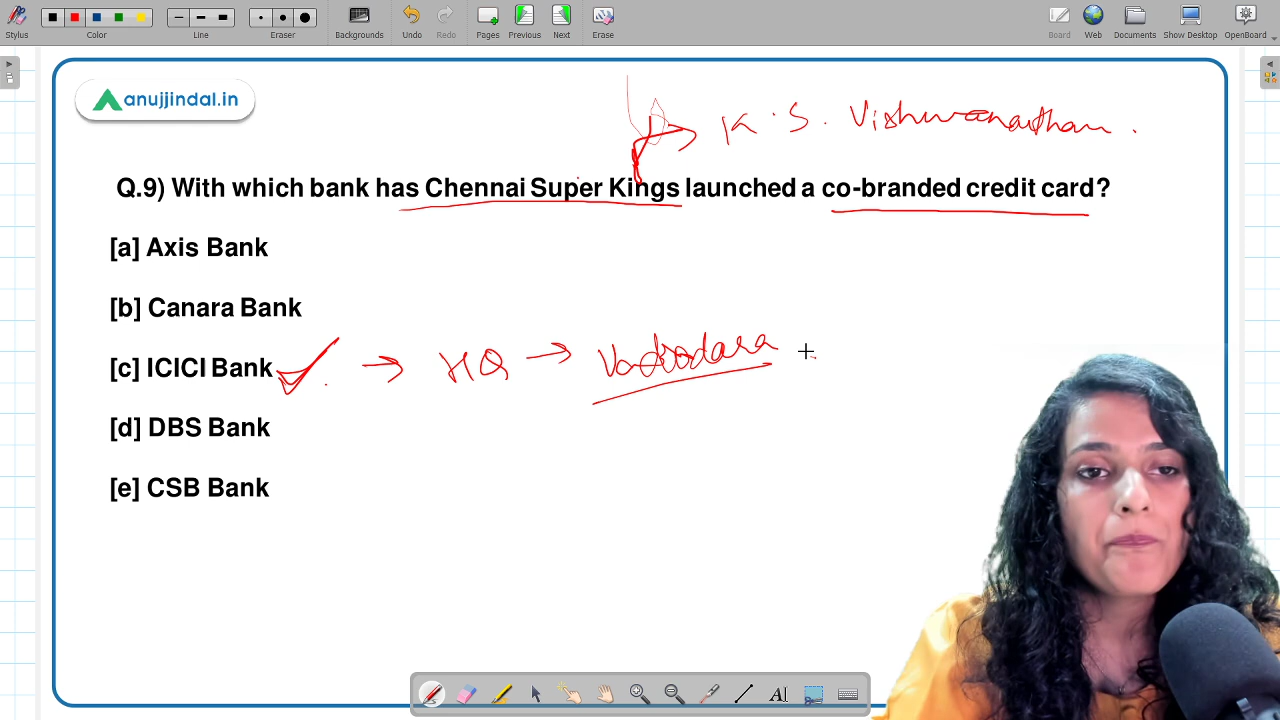 Stylus
Color
Line
Eraser
Backgrounds
Undo
Redo
Pages
Previous
Next
Erase
Board
Web
Documents
Show Desktop
OpenBoard
anujjindal.in
K.S. Vishwanathan.
Q.9) With which bank has Chennai Super Kings launched a co-branded credit card?
[a] Axis Bank
[b] Canara Bank
[c] ICICI Bank → HQ → Vadodara
[d] DBS Bank
[e] CSB Bank